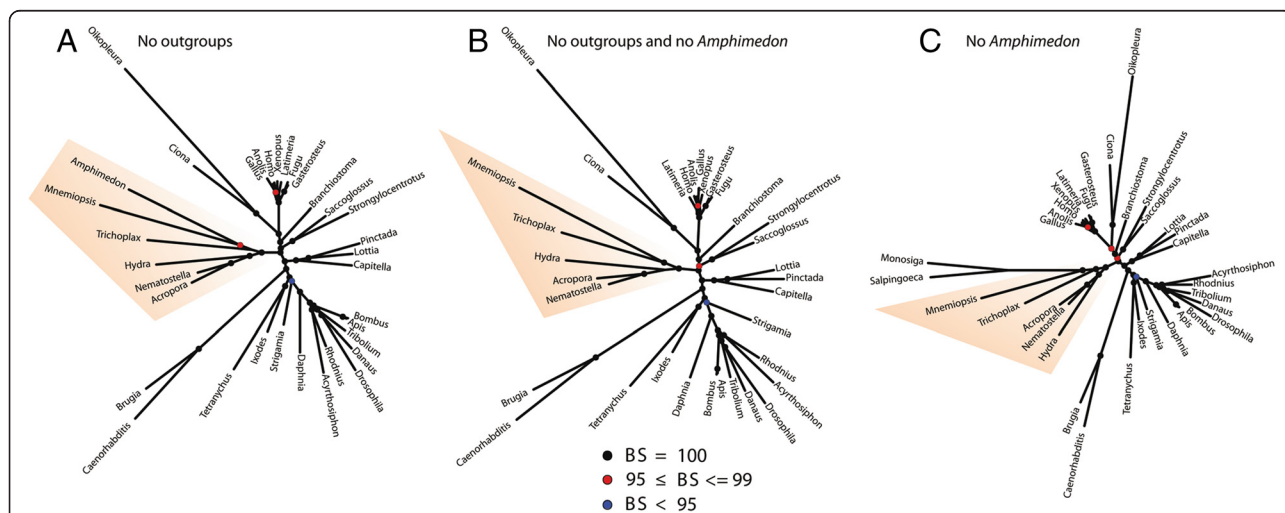 A No outgroups
Oikopleura
Ciona
Gallus
Anolis
Homo
Xenopus
Latimeria
Fugu
Gasterosteus
Branchiostoma
Saccoglossus
Strongylocentrotus
Pinctada
Lottia
Capitella
Bombus
Apis
Tribolium
Danaus
Drosophila
Rhodnius
Acyrthosiphon
Daphnia
Strigamia
Ixodes
Tetranychus
Caenorhabditis
Brugia
Acropora
Nematostella
Hydra
Trichoplax
Mnemiopsis
Amphimedon
B No outgroups and no Amphimedon
Oikopleura
Ciona
Latimeria
Homo
Anolis
Gallus
Xenopus
Gasterosteus
Fugu
Branchiostoma
Strongylocentrotus
Saccoglossus
Lottia
Pinctada
Capitella
Strigamia
Rhodnius
Acyrthosiphon
Drosophila
Danaus
Tribolium
Apis
Bombus
Daphnia
Ixodes
Tetranychus
Caenorhabditis
Brugia
Nematostella
Acropora
Hydra
Trichoplax
Mnemiopsis
C No Amphimedon
Oikopleura
Ciona
Gasterosteus
Fugu
Latimeria
Xenopus
Homo
Anolis
Gallus
Branchiostoma
Strongylocentrotus
Saccoglossus
Lottia
Pinctada
Capitella
Acyrthosiphon
Rhodnius
Tribolium
Danaus
Drosophila
Bombus
Apis
Daphnia
Strigamia
Ixodes
Tetranychus
Caenorhabditis
Brugia
Hydra
Nematostella
Acropora
Trichoplax
Mnemiopsis
Salpingoeca
Monosiga
BS = 100
95 ≤ BS <= 99
BS < 95